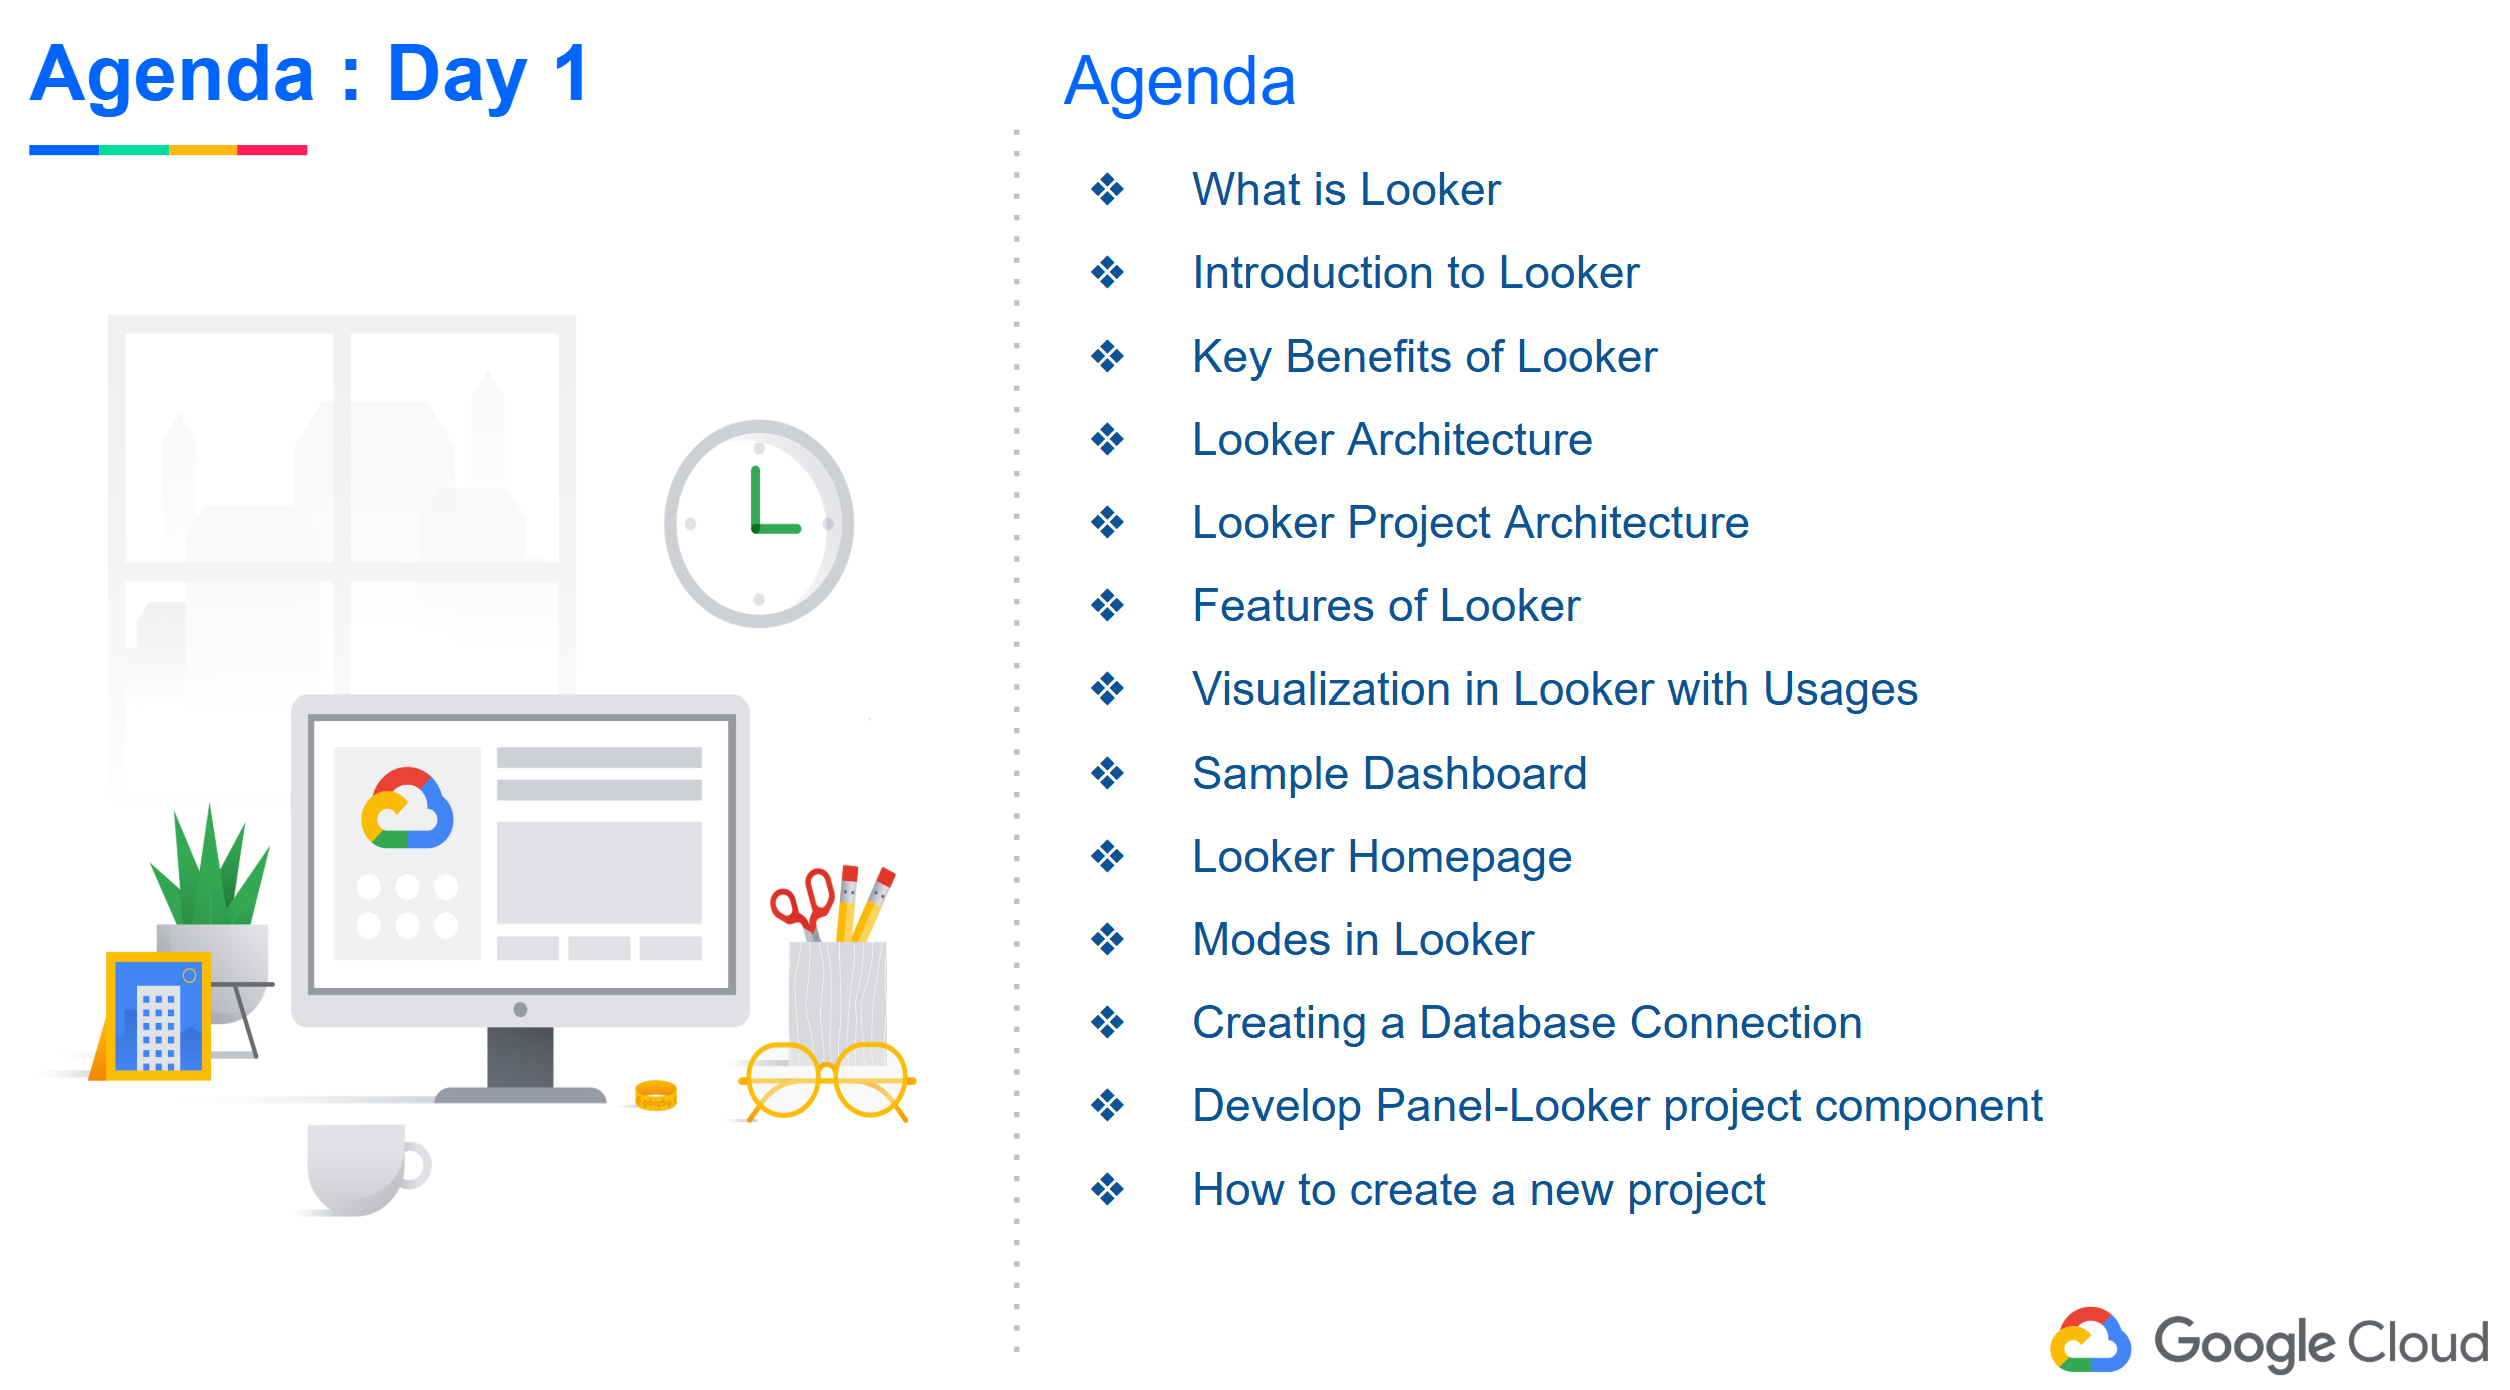 Agenda : Day 1
Agenda
❖ What is Looker
❖ Introduction to Looker
❖ Key Benefits of Looker
❖ Looker Architecture
❖ Looker Project Architecture
❖ Features of Looker
❖ Visualization in Looker with Usages
❖ Sample Dashboard
❖ Looker Homepage
❖ Modes in Looker
❖ Creating a Database Connection
❖ Develop Panel-Looker project component
❖ How to create a new project
Google Cloud